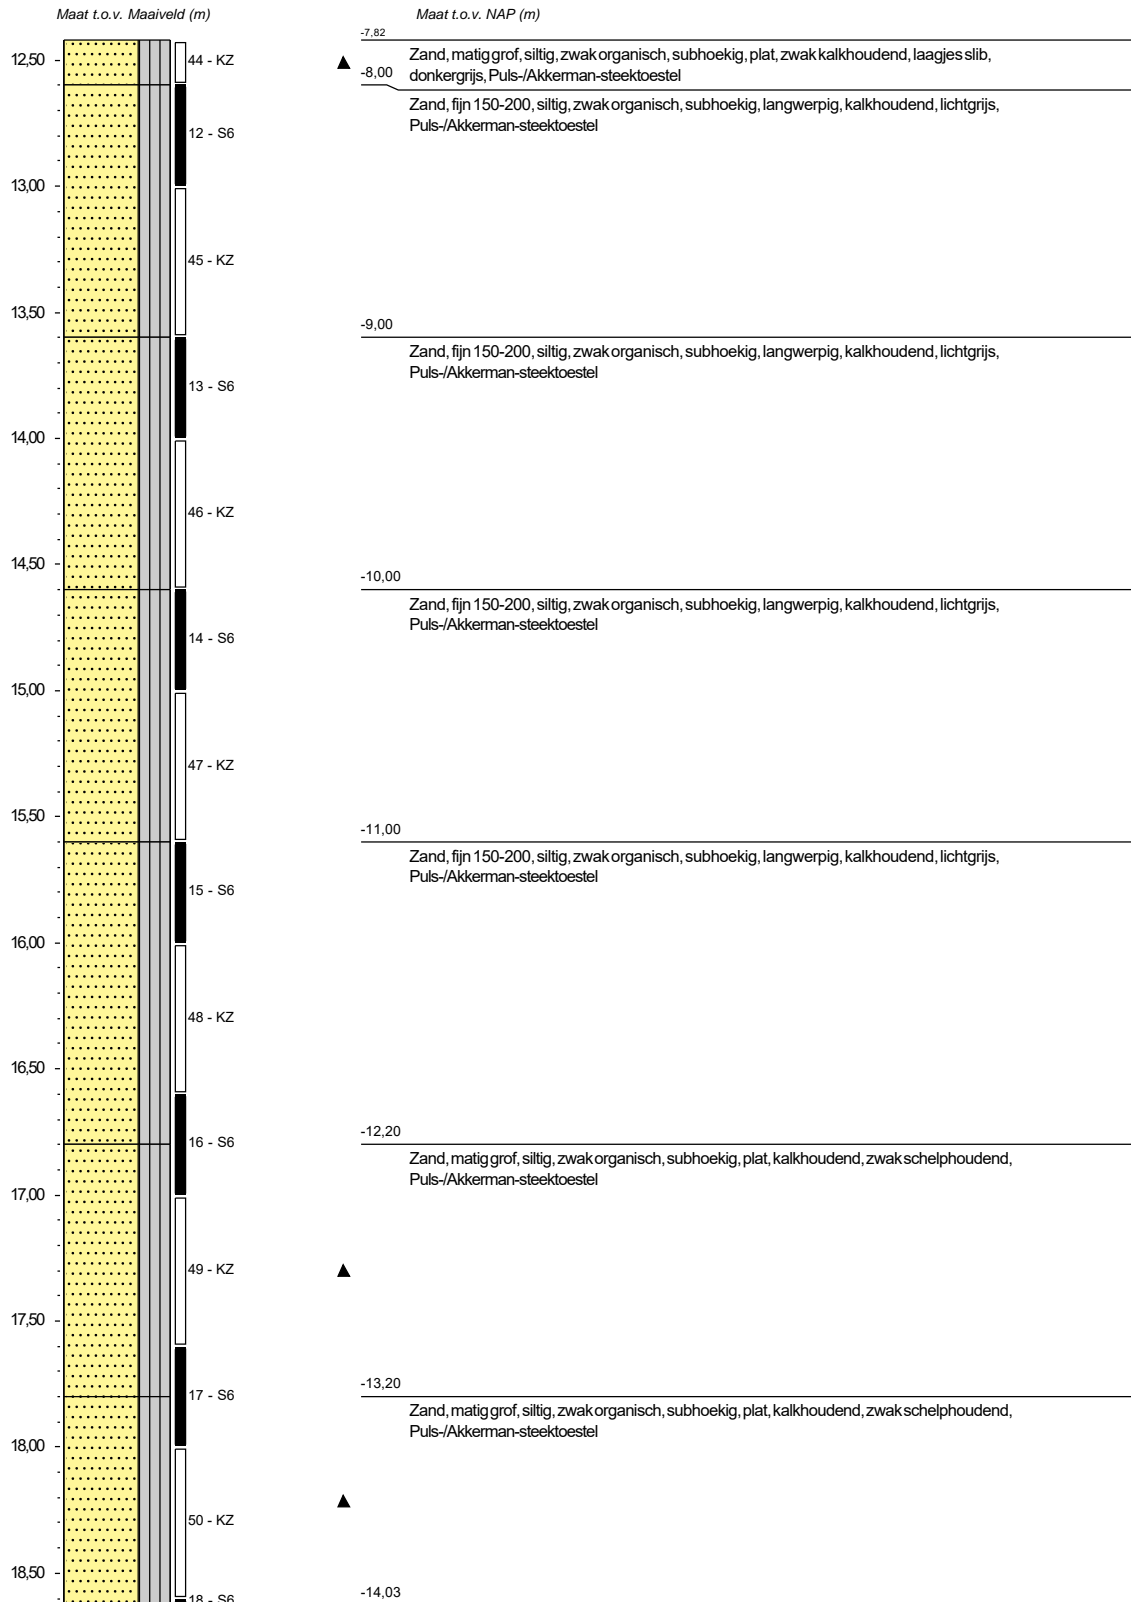 Maat t.o.v. Maaiveld (m)
Maat t.o.v. NAP (m)
-7,82
12,50
44 - KZ
Zand, matig grof, siltig, zwak organisch, subhoekig, plat, zwak kalkhoudend, laagjes slib,
donkergrijs, Puls-/Akkerman-steektoestel
-8,00
Zand, fijn 150-200, siltig, zwak organisch, subhoekig, langwerpig, kalkhoudend, lichtgrijs,
Puls-/Akkerman-steektoestel
12 - S6
13,00
45 - KZ
13,50
-9,00
Zand, fijn 150-200, siltig, zwak organisch, subhoekig, langwerpig, kalkhoudend, lichtgrijs,
Puls-/Akkerman-steektoestel
13 - S6
14,00
46 - KZ
14,50
-10,00
Zand, fijn 150-200, siltig, zwak organisch, subhoekig, langwerpig, kalkhoudend, lichtgrijs,
Puls-/Akkerman-steektoestel
14 - S6
15,00
47 - KZ
15,50
-11,00
Zand, fijn 150-200, siltig, zwak organisch, subhoekig, langwerpig, kalkhoudend, lichtgrijs,
Puls-/Akkerman-steektoestel
15 - S6
16,00
48 - KZ
16,50
-12,20
16 - S6
Zand, matig grof, siltig, zwak organisch, subhoekig, plat, kalkhoudend, zwak schelphoudend,
Puls-/Akkerman-steektoestel
17,00
49 - KZ
17,50
-13,20
17 - S6
Zand, matig grof, siltig, zwak organisch, subhoekig, plat, kalkhoudend, zwak schelphoudend,
Puls-/Akkerman-steektoestel
18,00
50 - KZ
18,50
-14,03
18 - S6